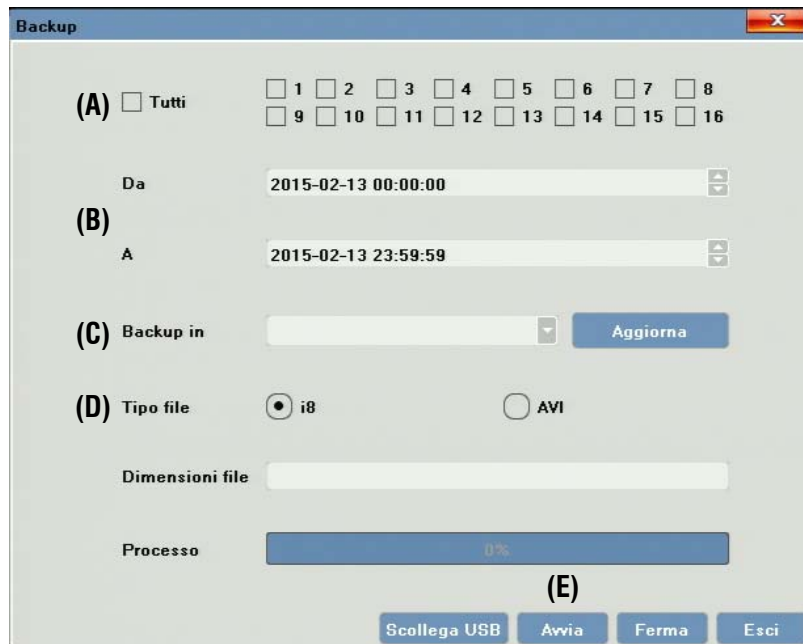 Backup
X
(A) Tutti 1 2 3 4 5 6 7 8
9 10 11 12 13 14 15 16
Da 2015-02-13 00:00:00
(B)
A 2015-02-13 23:59:59
(C) Backup in Aggiorna
(D) Tipo file i8 AVI
Dimensioni file
Processo 0%
(E)
Scollega USB Avvia Ferma Esci